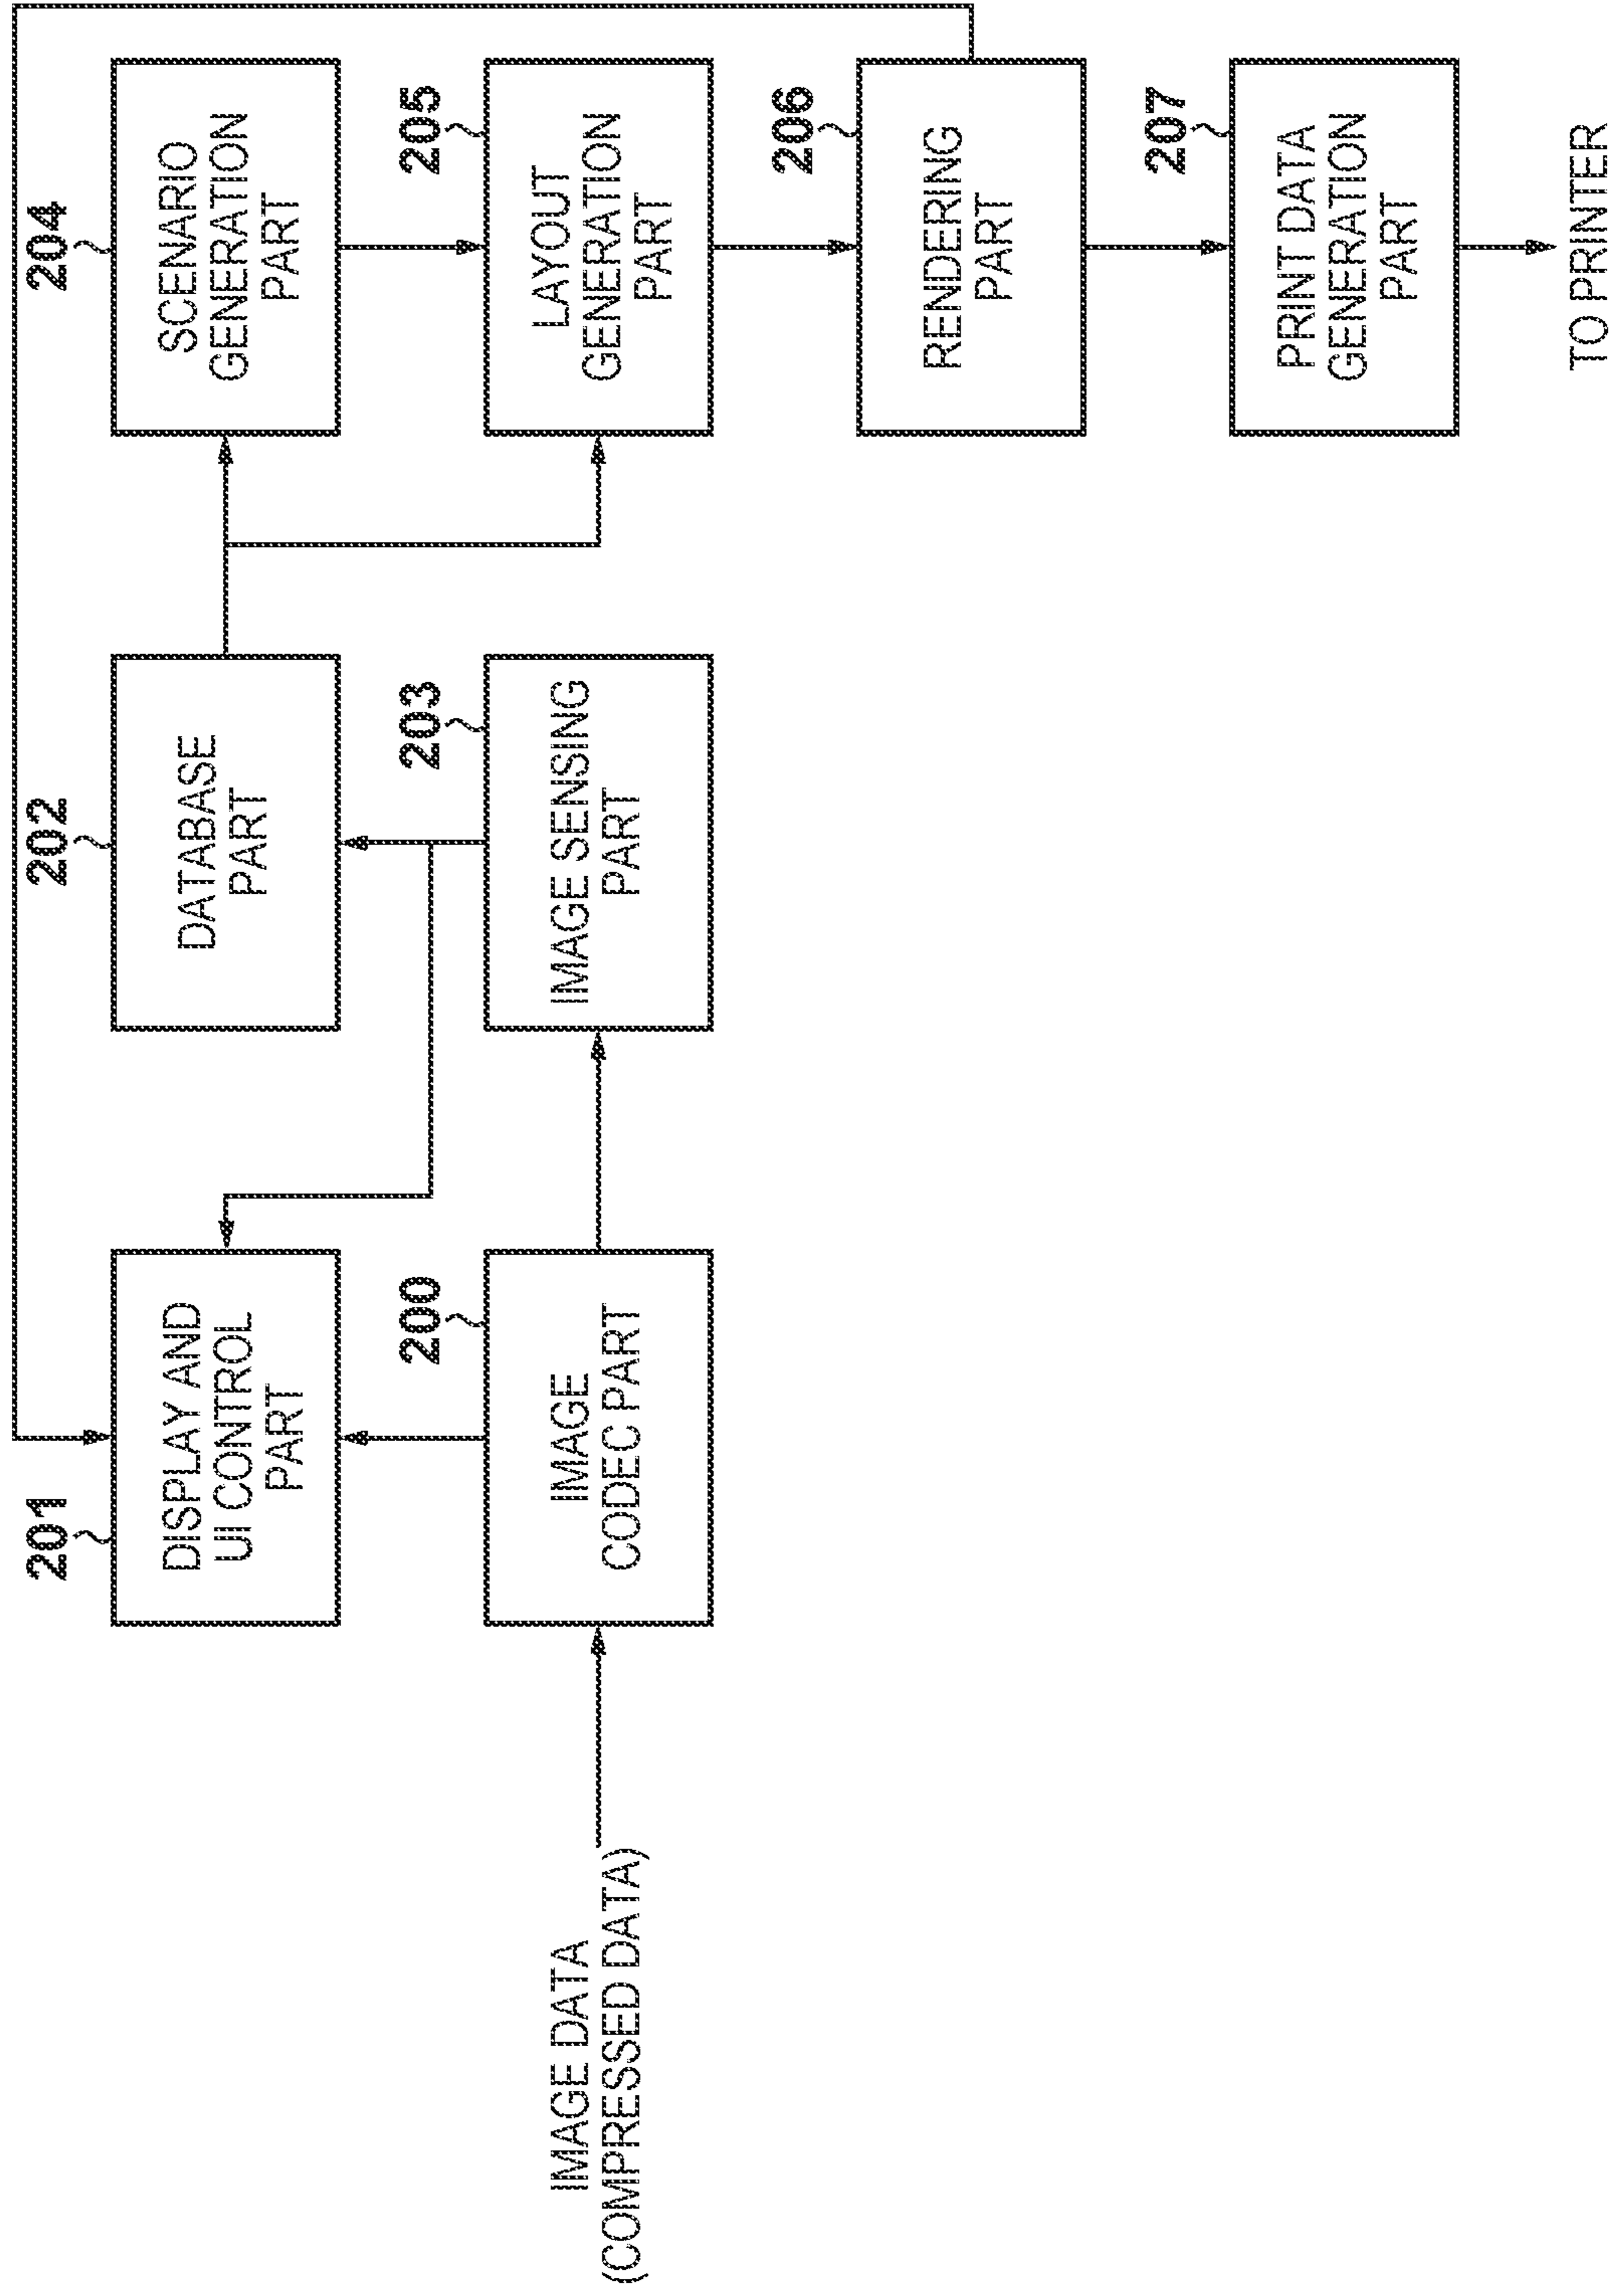 201
DISPLAY AND
UI CONTROL
PART
202
DATABASE
PART
204
SCENARIO
GENERATION
PART
IMAGE DATA
(COMPRESSED DATA)
200
IMAGE
CODEC PART
203
IMAGE SENSING
PART
205
LAYOUT
GENERATION
PART
206
RENDERING
PART
207
PRINT DATA
GENERATION
PART
TO PRINTER